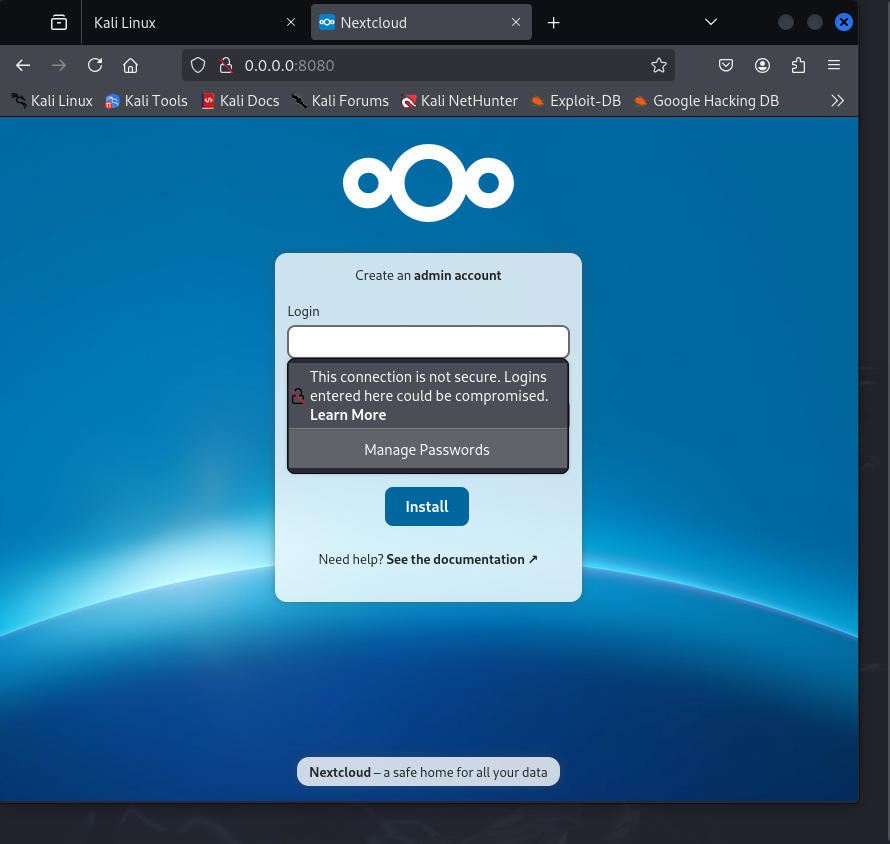 Kali Linux
Nextcloud
0.0.0.0:8080
Kali Linux Kali Tools Kali Docs Kali Forums Kali NetHunter Exploit-DB Google Hacking DB
Create an admin account
Login
This connection is not secure. Logins
entered here could be compromised.
Learn More
Manage Passwords
Install
Need help? See the documentation ↗
Nextcloud – a safe home for all your data